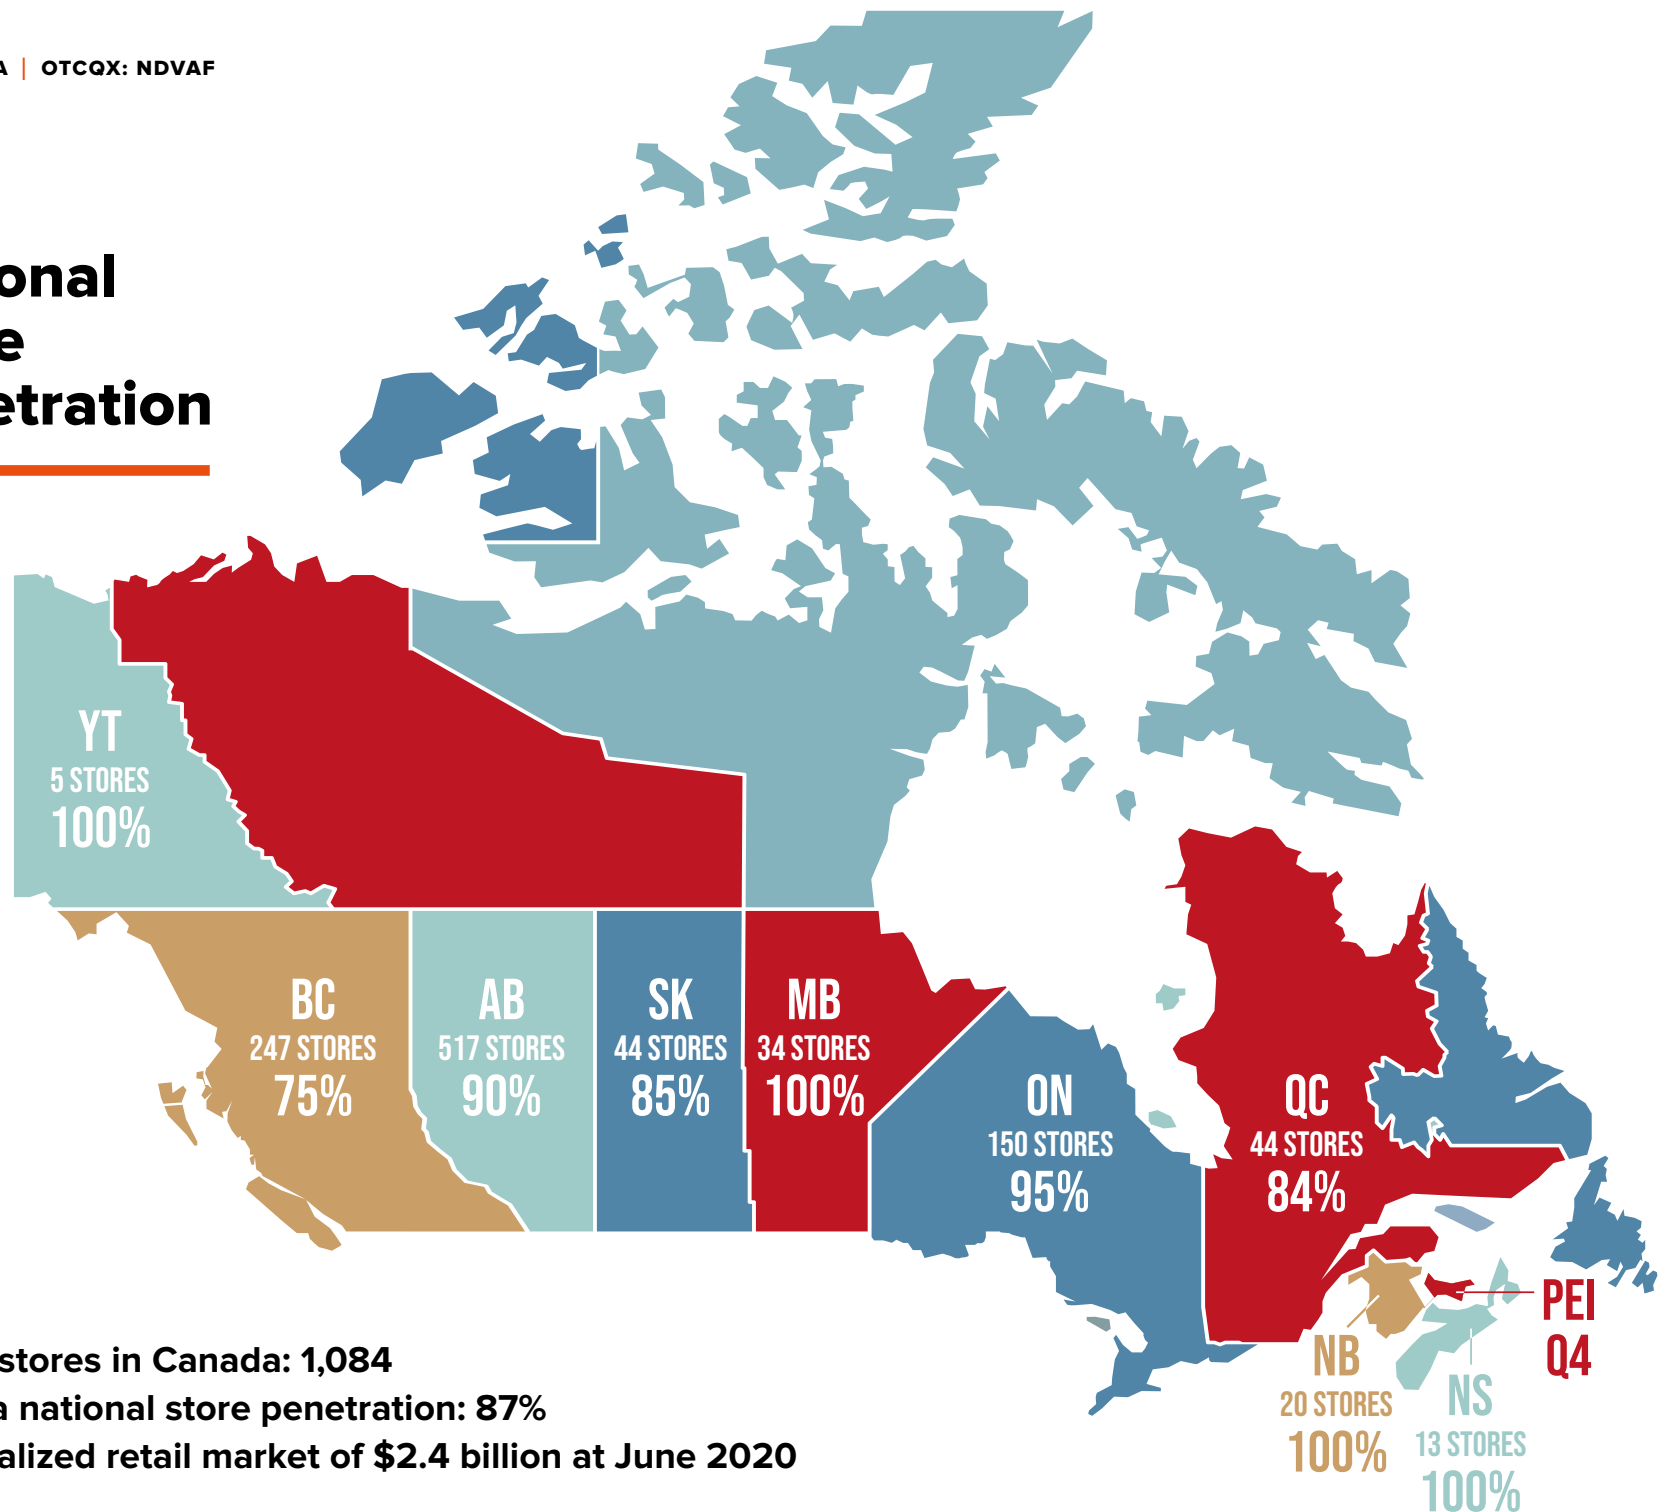 A | OTCQX: NDVAF
onal
e
etration
YT
5 STORES
100%
BC
247 STORES
75%
AB
517 STORES
90%
SK
44 STORES
85%
MB
34 STORES
100%
ON
150 STORES
95%
QC
44 STORES
84%
PEI
Q4
NB
20 STORES
100%
NS
13 STORES
100%
stores in Canada: 1,084
a national store penetration: 87%
alized retail market of $2.4 billion at June 2020